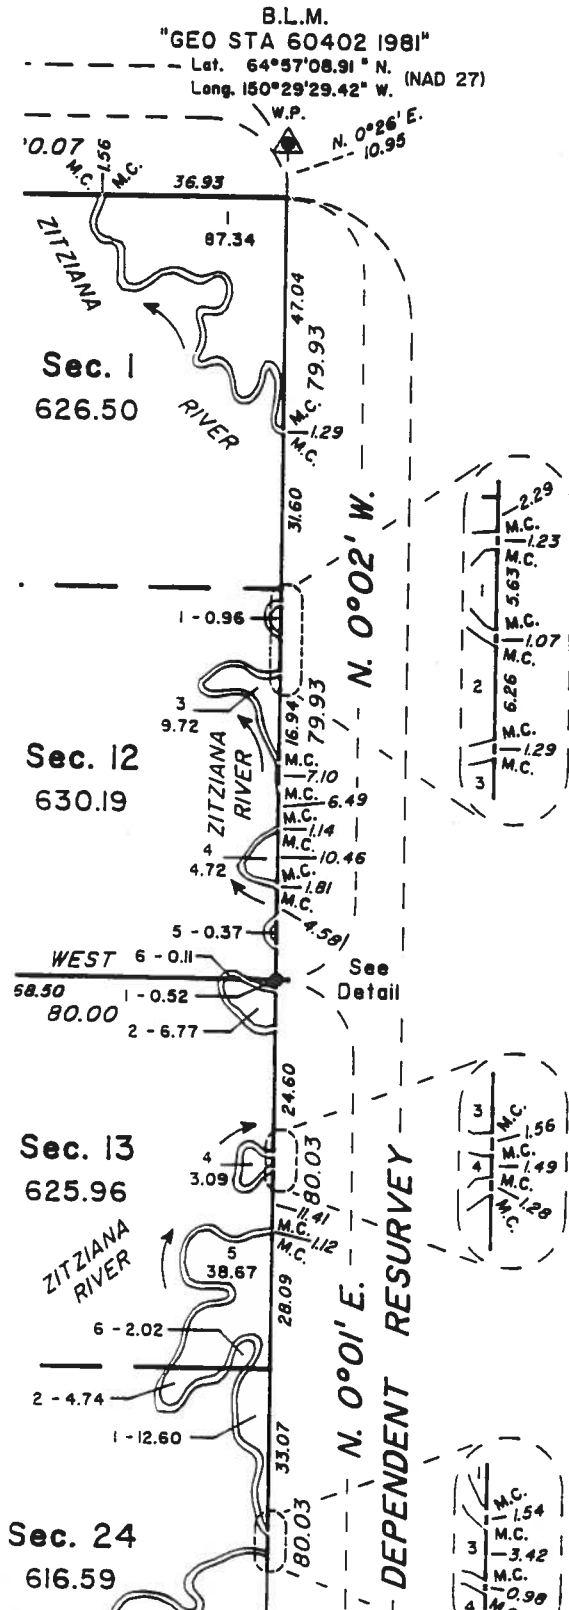 B.L.M.
"GEO STA 60402 1981"
Lat. 64°57'08.91" N.
Long. 150°29'29.42" W.
(NAD 27)
W.P.
N. 0°26' E.
10.95
0.07
M.C.
1.56
M.C.
36.93
1
87.34
ZITZIANA
RIVER
47.04
79.93
Sec. 1
626.50
M.C.
1.29
M.C.
31.60
N. 0°02' W.
2.29
M.C.
1.23
M.C.
1
5.63
M.C.
1.07
M.C.
2
6.26
M.C.
1.29
M.C.
3
1 - 0.96
3
9.72
16.94
79.93
Sec. 12
630.19
ZITZIANA
RIVER
M.C.
7.10
M.C.
6.49
M.C.
1.14
M.C.
10.46
M.C.
1.81
M.C.
4
4.72
4.58
5 - 0.37
WEST
6 - 0.11
68.50
80.00
1 - 0.52
2 - 6.77
See
Detail
24.60
Sec. 13
625.96
4
3.09
80.03
3
M.C.
1.56
M.C.
4
1.49
M.C.
1.28
M.C.
11.41
M.C.
1.12
M.C.
ZITZIANA
RIVER
5
38.67
28.09
6 - 2.02
2 - 4.74
1 - 12.60
N. 0°01' E.
DEPENDENT RESURVEY
33.07
80.03
Sec. 24
616.59
1
M.C.
1.54
M.C.
3
3.42
M.C.
0.98
4
M.C.